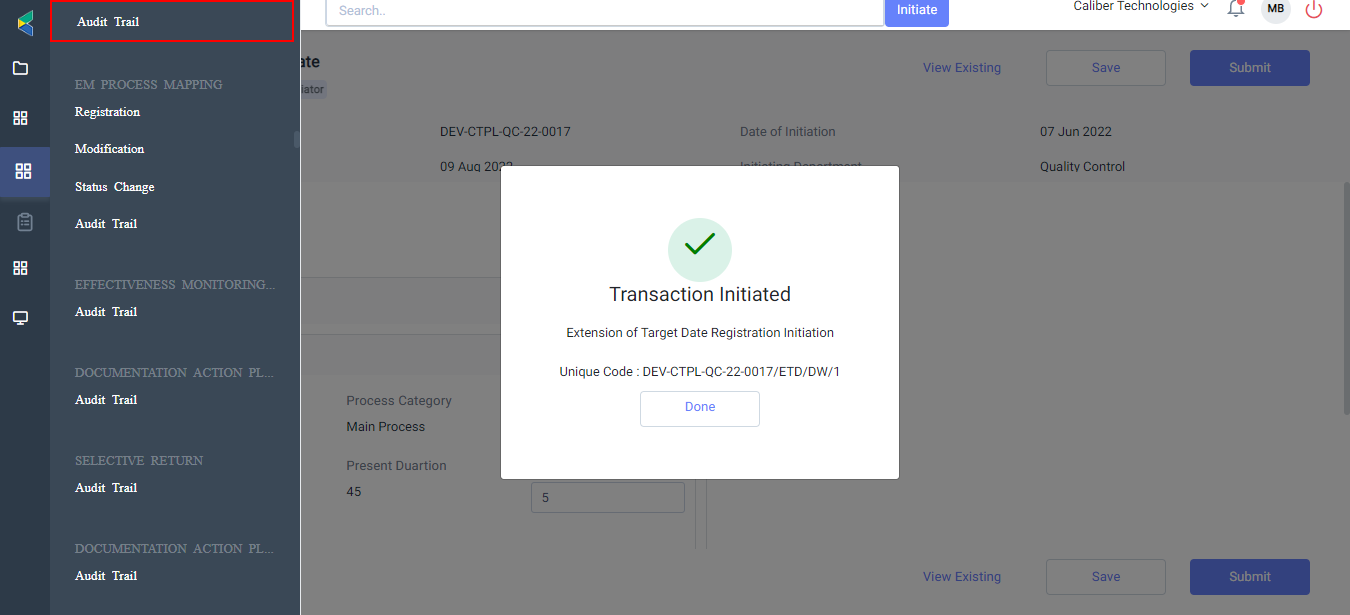 Audit Trail
EM PROCESS MAPPING
Registration
Modification
Status Change
Audit Trail
EFFECTIVENESS MONITORING...
Audit Trail
DOCUMENTATION ACTION PL...
Audit Trail
SELECTIVE RETURN
Audit Trail
DOCUMENTATION ACTION PL...
Audit Trail
Search..
Initiate
Caliber Technologies
MB
ate
iator
View Existing
Save
Submit
DEV-CTPL-QC-22-0017
Date of Initiation
07 Jun 2022
09 Aug 2022
Initiating Department
Quality Control
Transaction Initiated
Extension of Target Date Registration Initiation
Unique Code : DEV-CTPL-QC-22-0017/ETD/DW/1
Done
Process Category
Main Process
Present Duartion
45
5
View Existing
Save
Submit